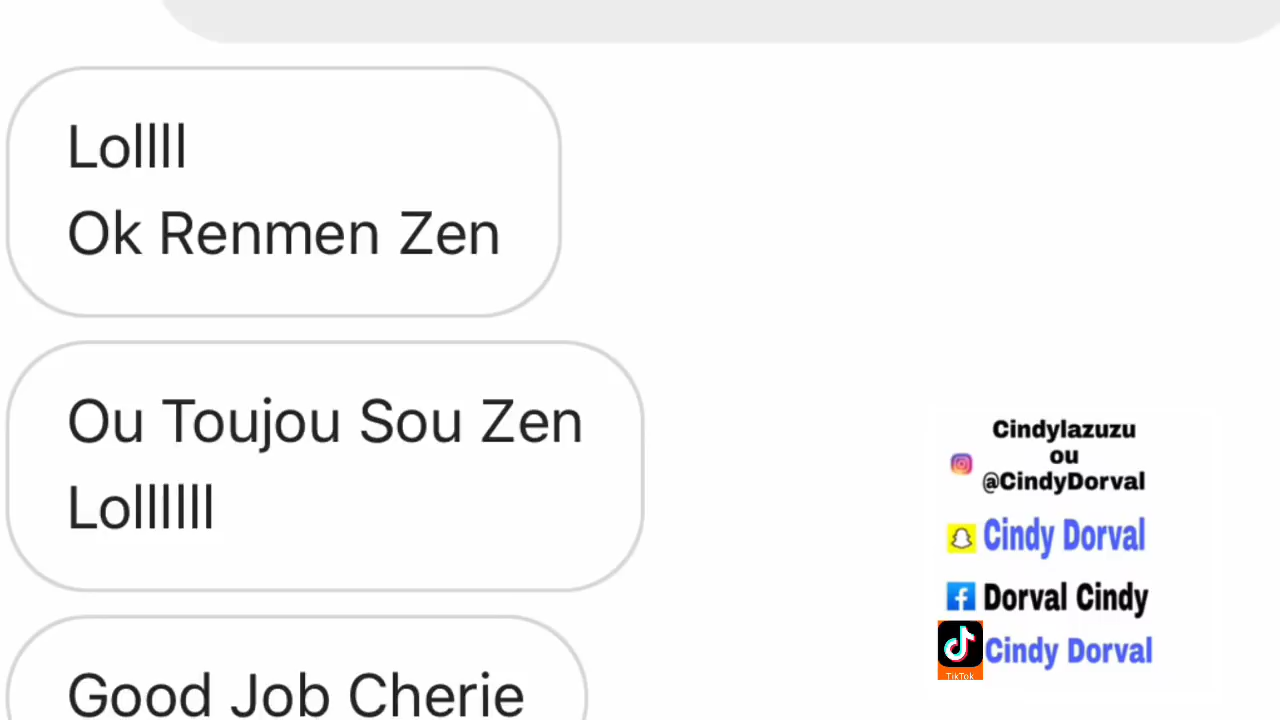 Lollll
Ok Renmen Zen
Ou Toujou Sou Zen
Lollllll
Good Job Cherie
Cindylazuzu
ou
@CindyDorval
Cindy Dorval
Dorval Cindy
Cindy Dorval
TikTok